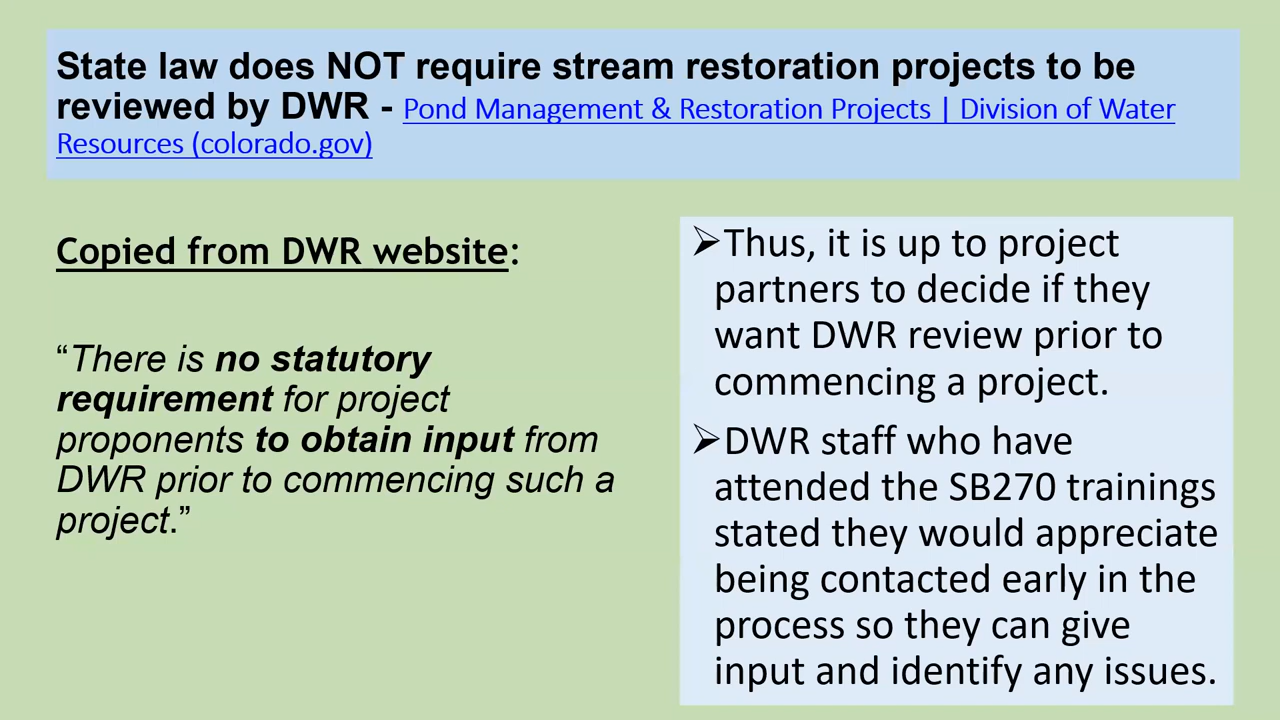 State law does NOT require stream restoration projects to be
reviewed by DWR - Pond Management & Restoration Projects | Division of Water
Resources (colorado.gov)
Copied from DWR website:
“There is no statutory
requirement for project
proponents to obtain input from
DWR prior to commencing such a
project.”
➢Thus, it is up to project
partners to decide if they
want DWR review prior to
commencing a project.
➢DWR staff who have
attended the SB270 trainings
stated they would appreciate
being contacted early in the
process so they can give
input and identify any issues.